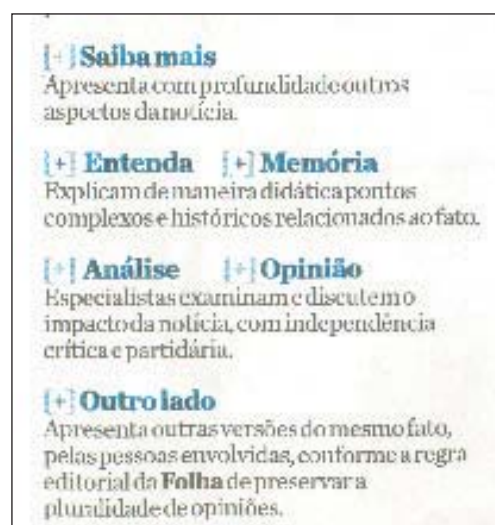 [+] Saiba mais
Apresenta com profundidade outros
aspectos da notícia.
[+] Entenda [+] Memória
Explicam de maneira didática pontos
complexos e históricos relacionados ao fato.
[+] Análise [+] Opinião
Especialistas examinam e discutem o
impacto da notícia, com independência
crítica e partidária.
[+] Outro lado
Apresenta outras versões do mesmo fato,
pelas pessoas envolvidas, conforme a regra
editorial da Folha de preservar a
pluralidade de opiniões.